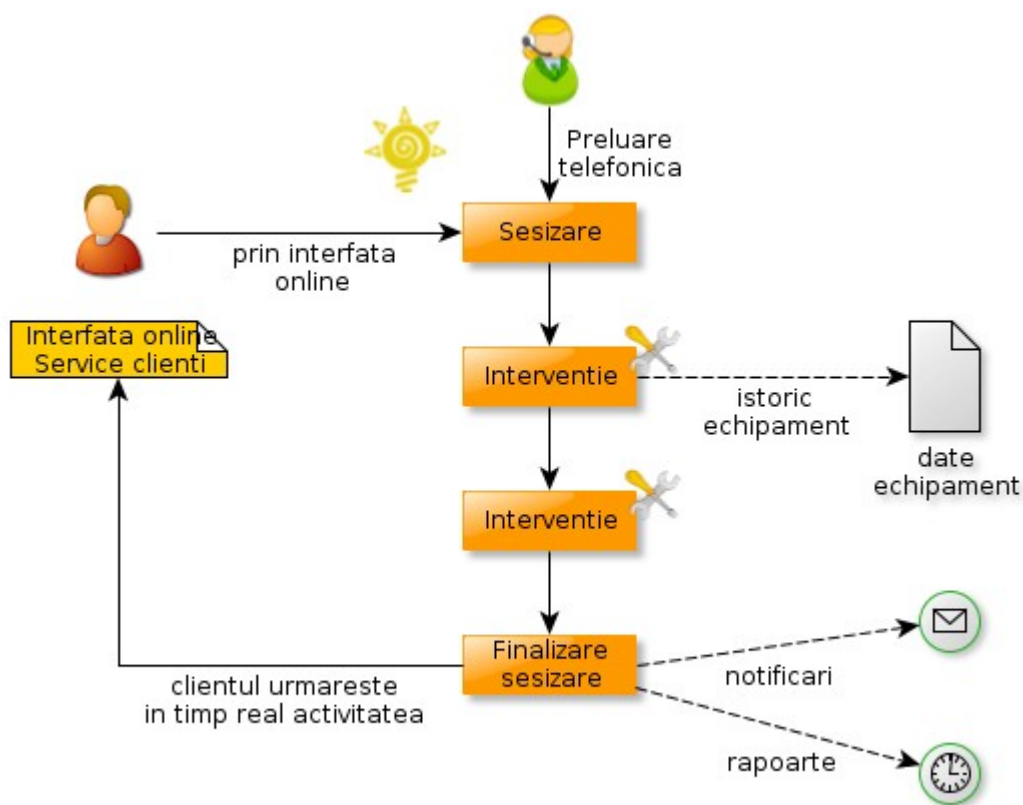 Preluare
telefonica
Sesizare
prin interfata
online
Interfata online
Service clienti
Interventie
istoric
echipament
date
echipament
Interventie
Finalizare
sesizare
clientul urmareste
in timp real activitatea
notificari
rapoarte